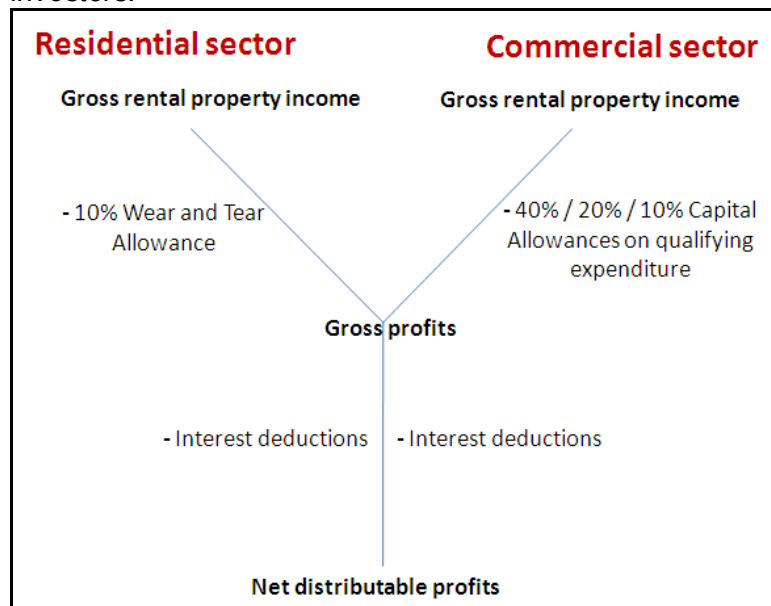 Residential sector
Commercial sector
Gross rental property income
Gross rental property income
- 10% Wear and Tear
Allowance
- 40% / 20% / 10% Capital
Allowances on qualifying
expenditure
Gross profits
- Interest deductions
- Interest deductions
Net distributable profits